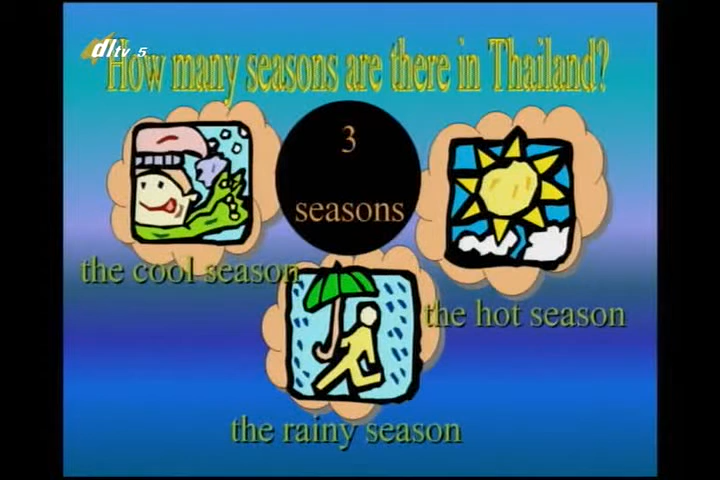 dltv 5
How many seasons are there in Thailand?
3
seasons
the cool season
the hot season
the rainy season